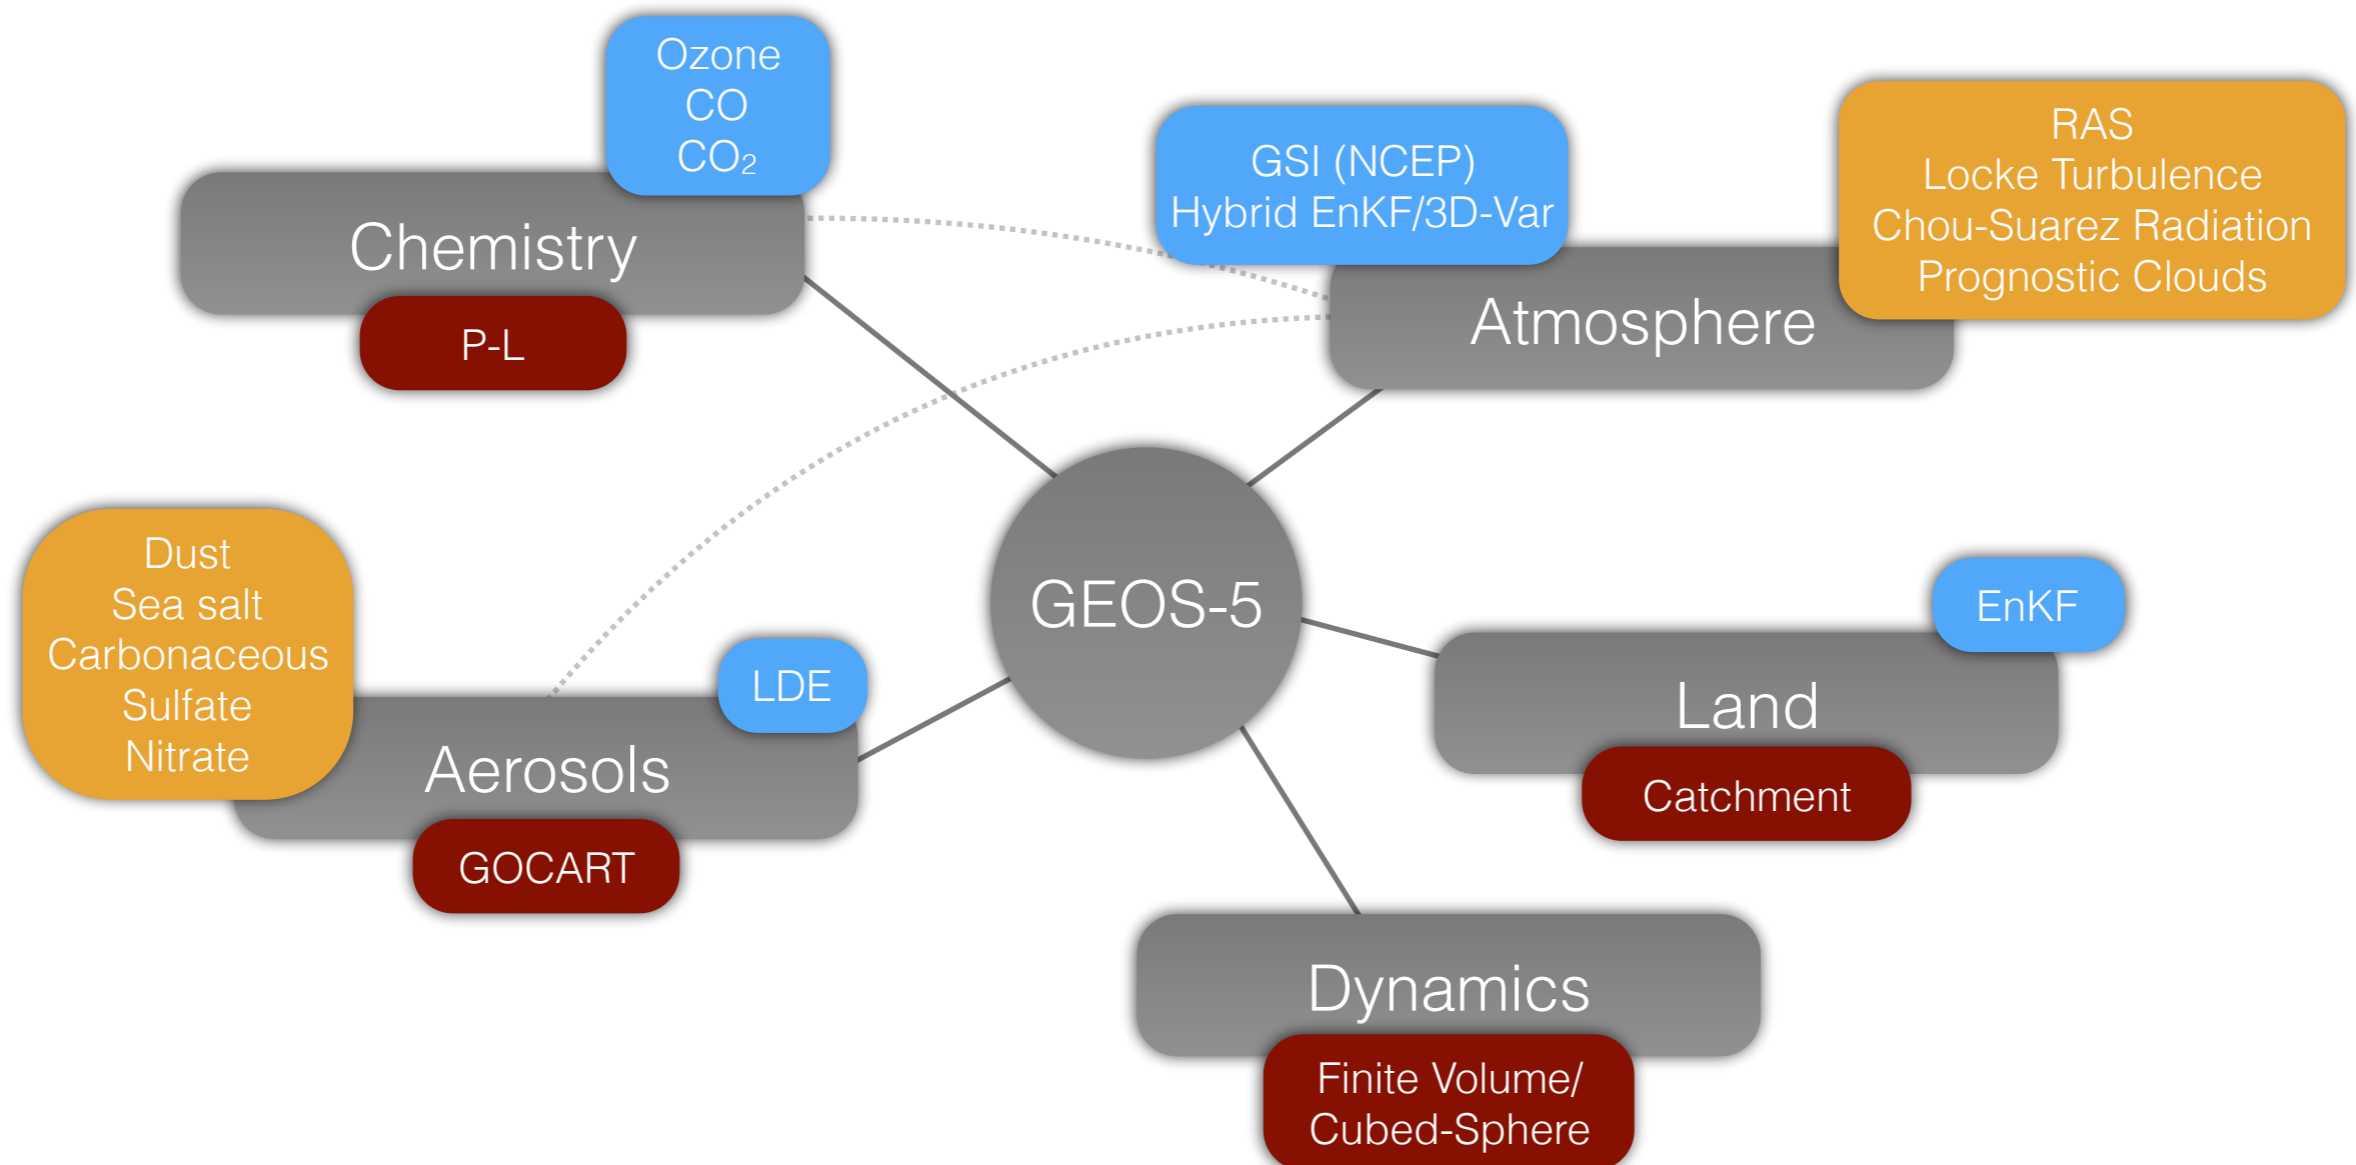 Ozone
CO
CO₂
Chemistry
P-L
GSI (NCEP)
Hybrid EnKF/3D-Var
RAS
Locke Turbulence
Chou-Suarez Radiation
Prognostic Clouds
Atmosphere
GEOS-5
Dust
Sea salt
Carbonaceous
Sulfate
Nitrate
LDE
Aerosols
GOCART
EnKF
Land
Catchment
Dynamics
Finite Volume/
Cubed-Sphere